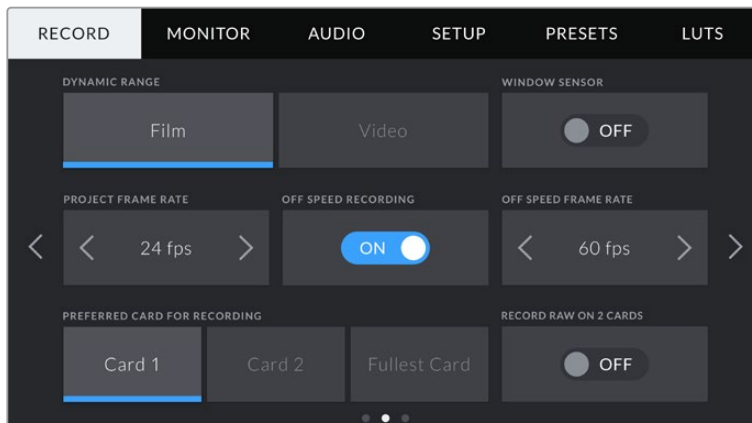 RECORD MONITOR AUDIO SETUP PRESETS LUTS
DYNAMIC RANGE WINDOW SENSOR
Film Video OFF
PROJECT FRAME RATE OFF SPEED RECORDING OFF SPEED FRAME RATE
24 fps ON 60 fps
PREFERRED CARD FOR RECORDING RECORD RAW ON 2 CARDS
Card 1 Card 2 Fullest Card OFF